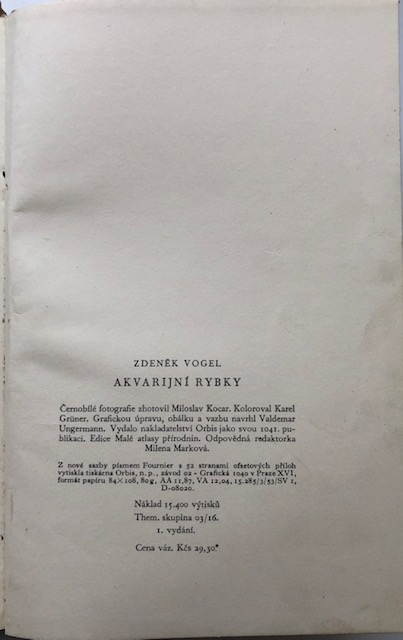 ZDENĚK VOGEL
AKVARIJNÍ RYBKY
Černobílé fotografie zhotovil Miloslav Kocar. Koloroval Karel
Grüner. Grafickou úpravu, obálku a vazbu navrhl Valdemar
Ungermann. Vydalo nakladatelství Orbis jako svou 1041. pu-
blikaci. Edice Malé atlasy přírodnin. Odpovědná redaktorka
Milena Marková.
Z nové sazby písmem Fournier a 52 stranami ofsetových příloh
vytiskla tiskárna Orbis, n. p., závod 02 - Grafická 1040 v Praze XVI,
formát papíru 84×108, 80g, AA 11,87, VA 12,04, 15.285/3/53/SV 1,
D-08020.
Náklad 15.400 výtisků
Them. skupina 03/16.
1. vydání.
Cena váz. Kčs 29,30.*